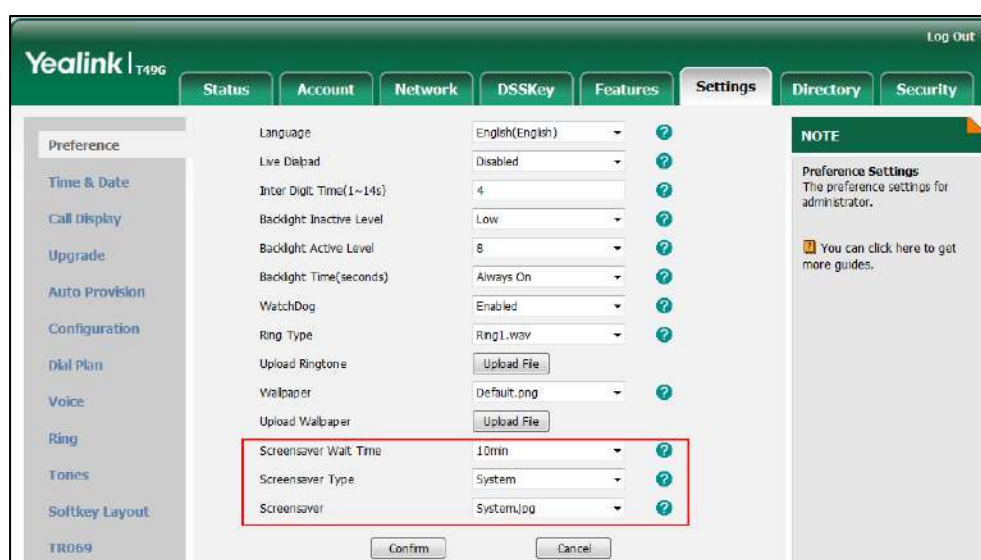 Log Out
Yealink | T49G
Status Account Network DSSKey Features Settings Directory Security
Preference
Time & Date
Call Display
Upgrade
Auto Provision
Configuration
Dial Plan
Voice
Ring
Tones
Softkey Layout
TR069
Language English(English) ?
Live Dialpad Disabled ?
Inter Digit Time(1~14s) 4 ?
Backlight Inactive Level Low ?
Backlight Active Level 8 ?
Backlight Time(seconds) Always On ?
WatchDog Enabled ?
Ring Type Ring1.wav ?
Upload Ringtone Upload File
Wallpaper Default.png ?
Upload Wallpaper Upload File
Screensaver Wait Time 10min ?
Screensaver Type System ?
Screensaver System.jpg ?
Confirm Cancel
NOTE
Preference Settings
The preference settings for
administrator.
? You can click here to get
more guides.